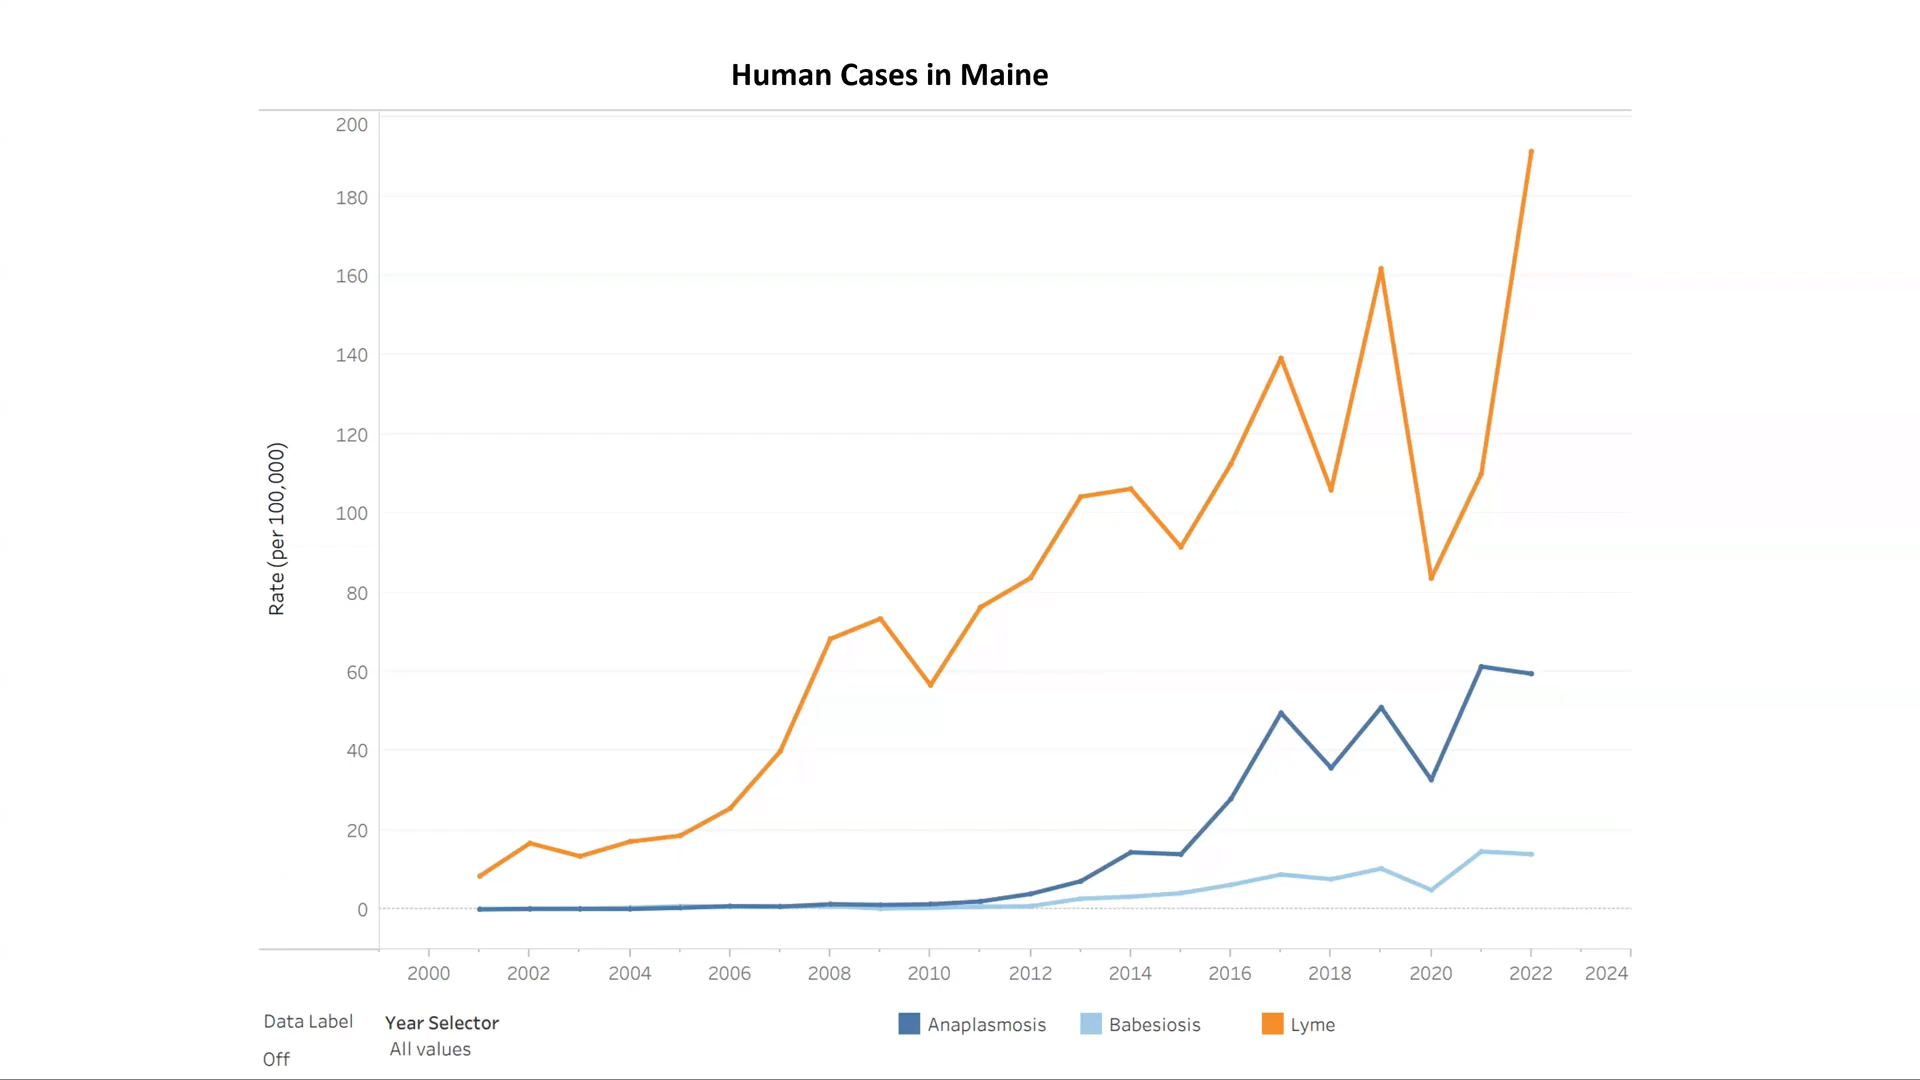 Human Cases in Maine
200
180
160
140
120
100
80
60
40
20
0
Rate (per 100,000)
2000 2002 2004 2006 2008 2010 2012 2014 2016 2018 2020 2022 2024
Data Label
Off
Year Selector
All values
Anaplasmosis Babesiosis Lyme